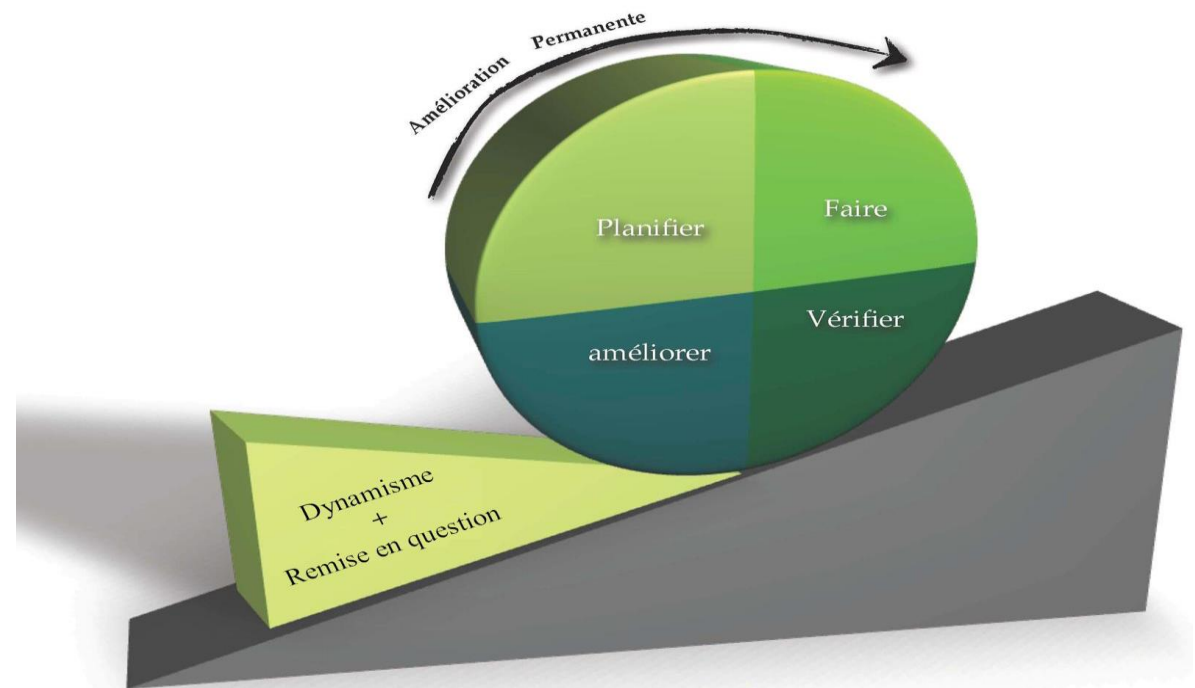 Amélioration Permanente
Planifier
Faire
améliorer
Vérifier
Dynamisme
+
Remise en question